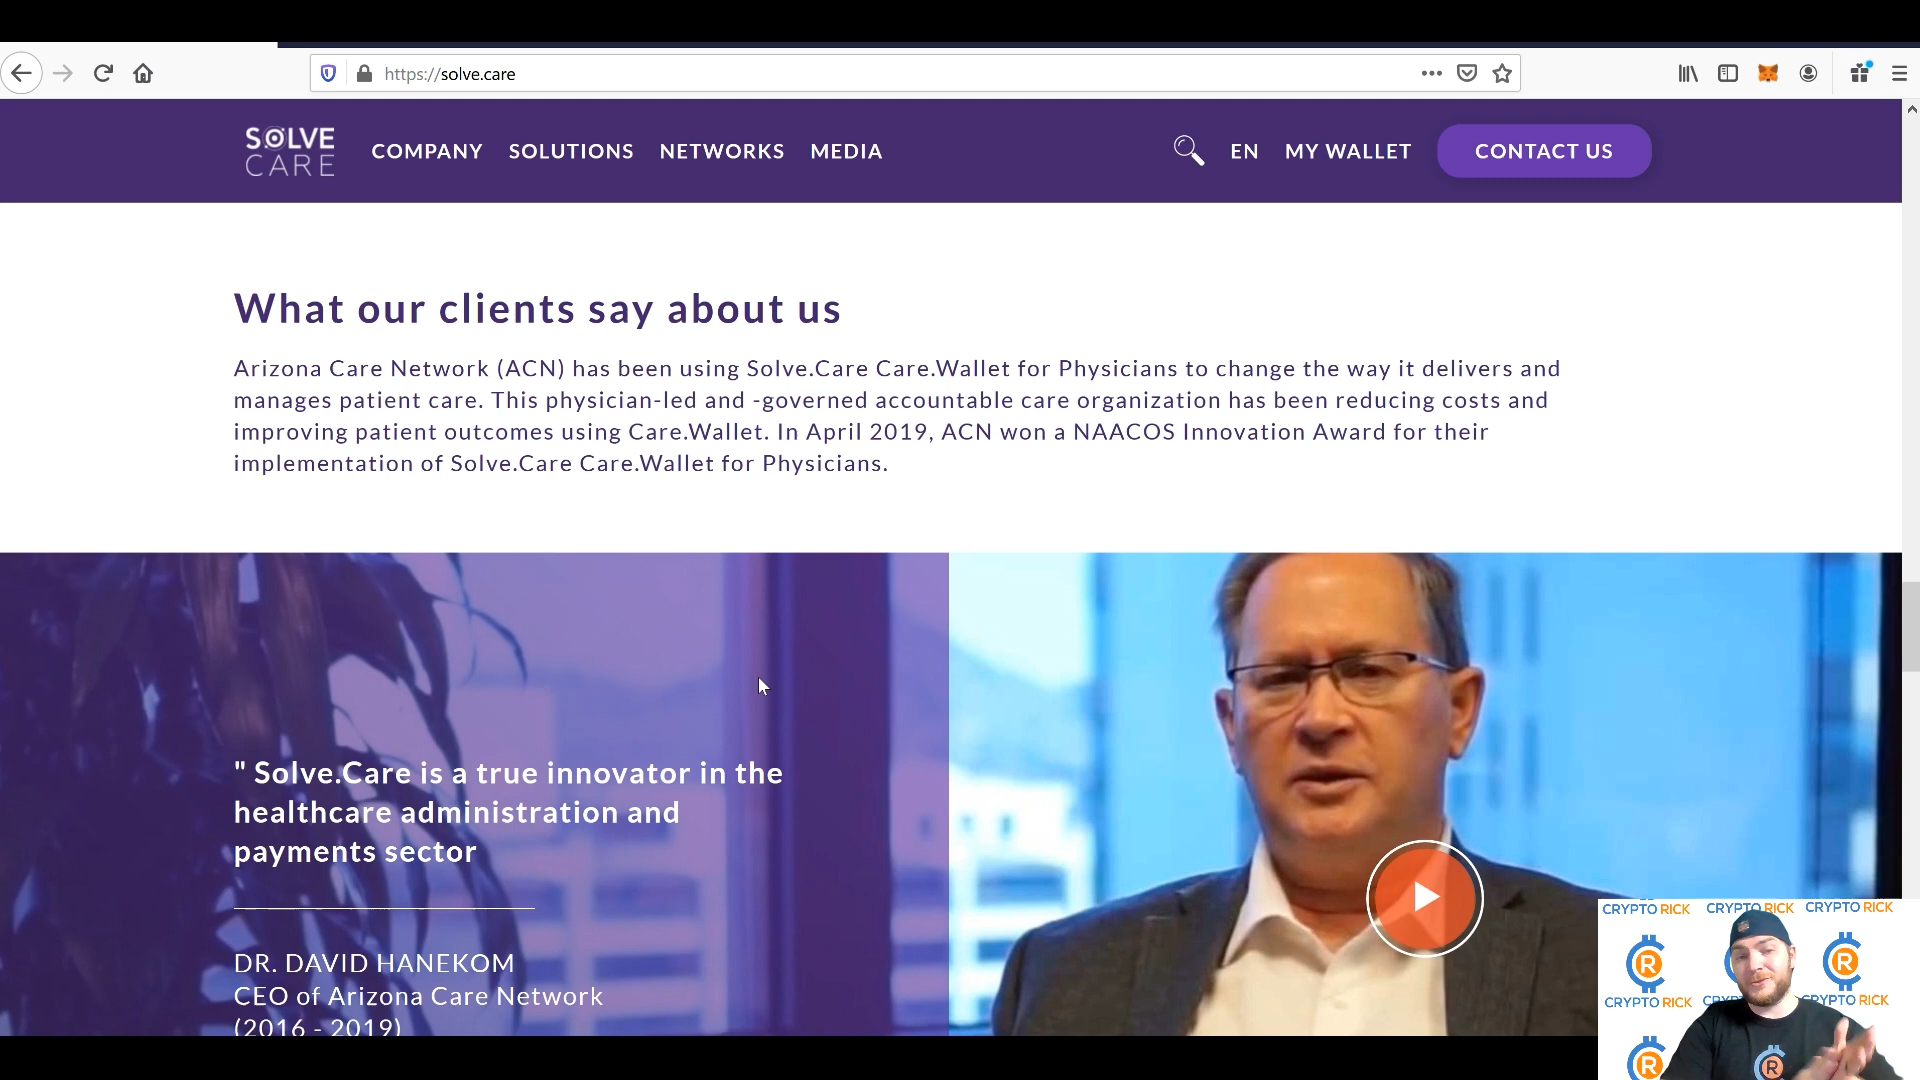 https://solve.care
SOLVE
CARE
COMPANY
SOLUTIONS
NETWORKS
MEDIA
EN
MY WALLET
CONTACT US
What our clients say about us
Arizona Care Network (ACN) has been using Solve.Care Care.Wallet for Physicians to change the way it delivers and
manages patient care. This physician-led and -governed accountable care organization has been reducing costs and
improving patient outcomes using Care.Wallet. In April 2019, ACN won a NAACOS Innovation Award for their
implementation of Solve.Care Care.Wallet for Physicians.
" Solve.Care is a true innovator in the
healthcare administration and
payments sector
DR. DAVID HANEKOM
CEO of Arizona Care Network
(2016 - 2019)
CRYPTO RICK
CRYPTO RICK
CRYPTO RICK
R
R
CRYPTO RICK
CRYPTO RICK
R
R